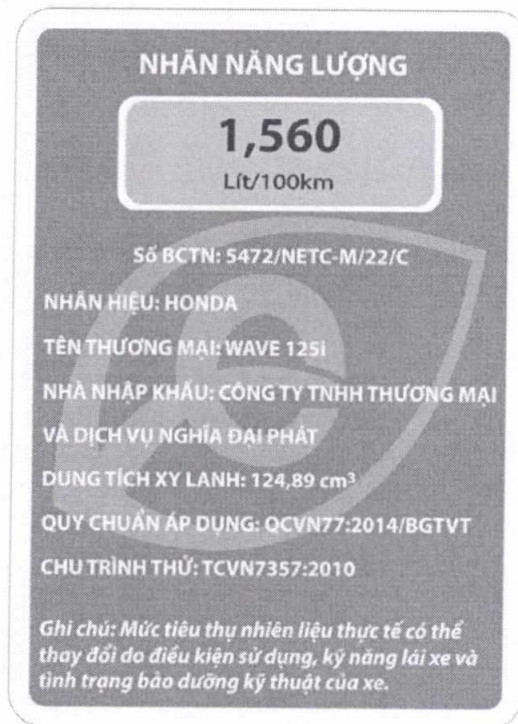 NHÃN NĂNG LƯỢNG
1,560
Lít/100km
Số BCTN: 5472/NETC-M/22/C
NHÃN HIỆU: HONDA
TÊN THƯƠNG MẠI: WAVE 125i
NHÀ NHẬP KHẨU: CÔNG TY TNHH THƯƠNG MẠI
VÀ DỊCH VỤ NGHĨA ĐẠI PHÁT
DUNG TÍCH XY LANH: 124,89 cm³
QUY CHUẨN ÁP DỤNG: QCVN77:2014/BGTVT
CHU TRÌNH THỬ: TCVN7357:2010
Ghi chú: Mức tiêu thụ nhiên liệu thực tế có thể
thay đổi do điều kiện sử dụng, kỹ năng lái xe và
tình trạng bảo dưỡng kỹ thuật của xe.